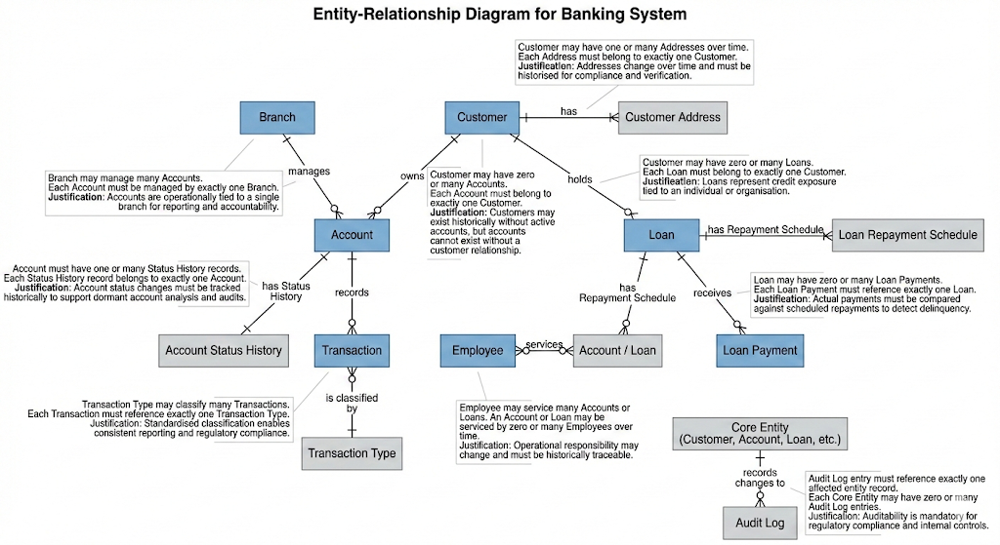 Entity-Relationship Diagram for Banking System
Customer may have one or many Addresses over time.
Each Address must belong to exactly one Customer.
Justification: Addresses change over time and must be
historised for compliance and verification.
Branch
Customer
has
Customer Address
Branch may manage many Accounts.
Each Account must be managed by exactly one Branch.
Justification: Accounts are operationally tied to a single
branch for reporting and accountability.
manages
owns
Customer may have zero
or many Accounts.
Each Account must belong to
exactly one Customer.
Justification: Customers may
exist historically without active
accounts, but accounts
cannot exist without a
customer relationship.
holds
Customer may have zero or many Loans.
Each Loan must belong to exactly one Customer.
Justification: Loans represent credit exposure
tied to an individual or organisation.
Account
Loan
has Repayment Schedule
Loan Repayment Schedule
Account must have one or many Status History records.
Each Status History record belongs to exactly one Account.
Justification: Account status changes must be tracked
historically to support dormant account analysis and audits.
has Status
History
records
has
Repayment Schedule
receives
Loan may have zero or many Loan Payments.
Each Loan Payment must reference exactly one Loan.
Justification: Actual payments must be compared
against scheduled repayments to detect delinquency.
Account Status History
Transaction
Employee
services
Account / Loan
Loan Payment
Transaction Type may classify many Transactions.
Each Transaction must reference exactly one Transaction Type.
Justification: Standardised classification enables
consistent reporting and regulatory compliance.
is classified
by
Transaction Type
Employee may service many Accounts or
Loans. An Account or Loan may be
serviced by zero or many Employees over
time.
Justification: Operational responsibility may
change and must be historically traceable.
Core Entity
(Customer, Account, Loan, etc.)
records
changes to
Audit Log entry must reference exactly one
affected entity record.
Each Core Entity may have zero or many
Audit Log entries.
Justification: Auditability is mandatory for
regulatory compliance and internal controls.
Audit Log